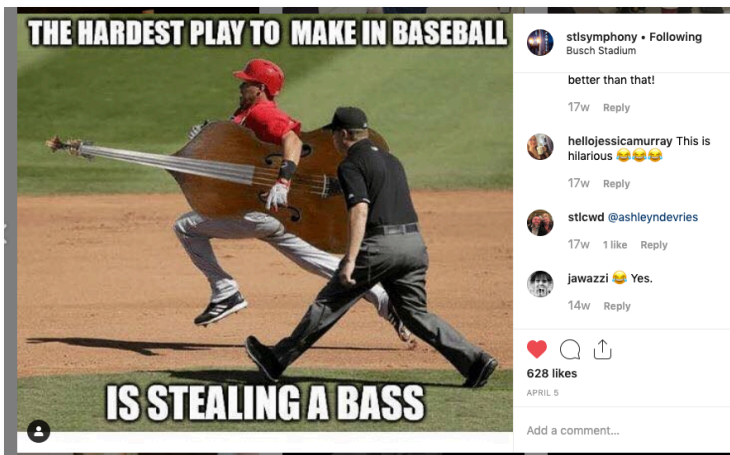 THE HARDEST PLAY TO MAKE IN BASEBALL
IS STEALING A BASS
stlsymphony • Following
Busch Stadium
better than that!
17w Reply
hellojessicamurray This is
hilarious 😂😂😂
17w Reply
stlcwd @ashleyndevries
17w 1 like Reply
jawazzi 😂 Yes.
14w Reply
628 likes
APRIL 5
Add a comment...